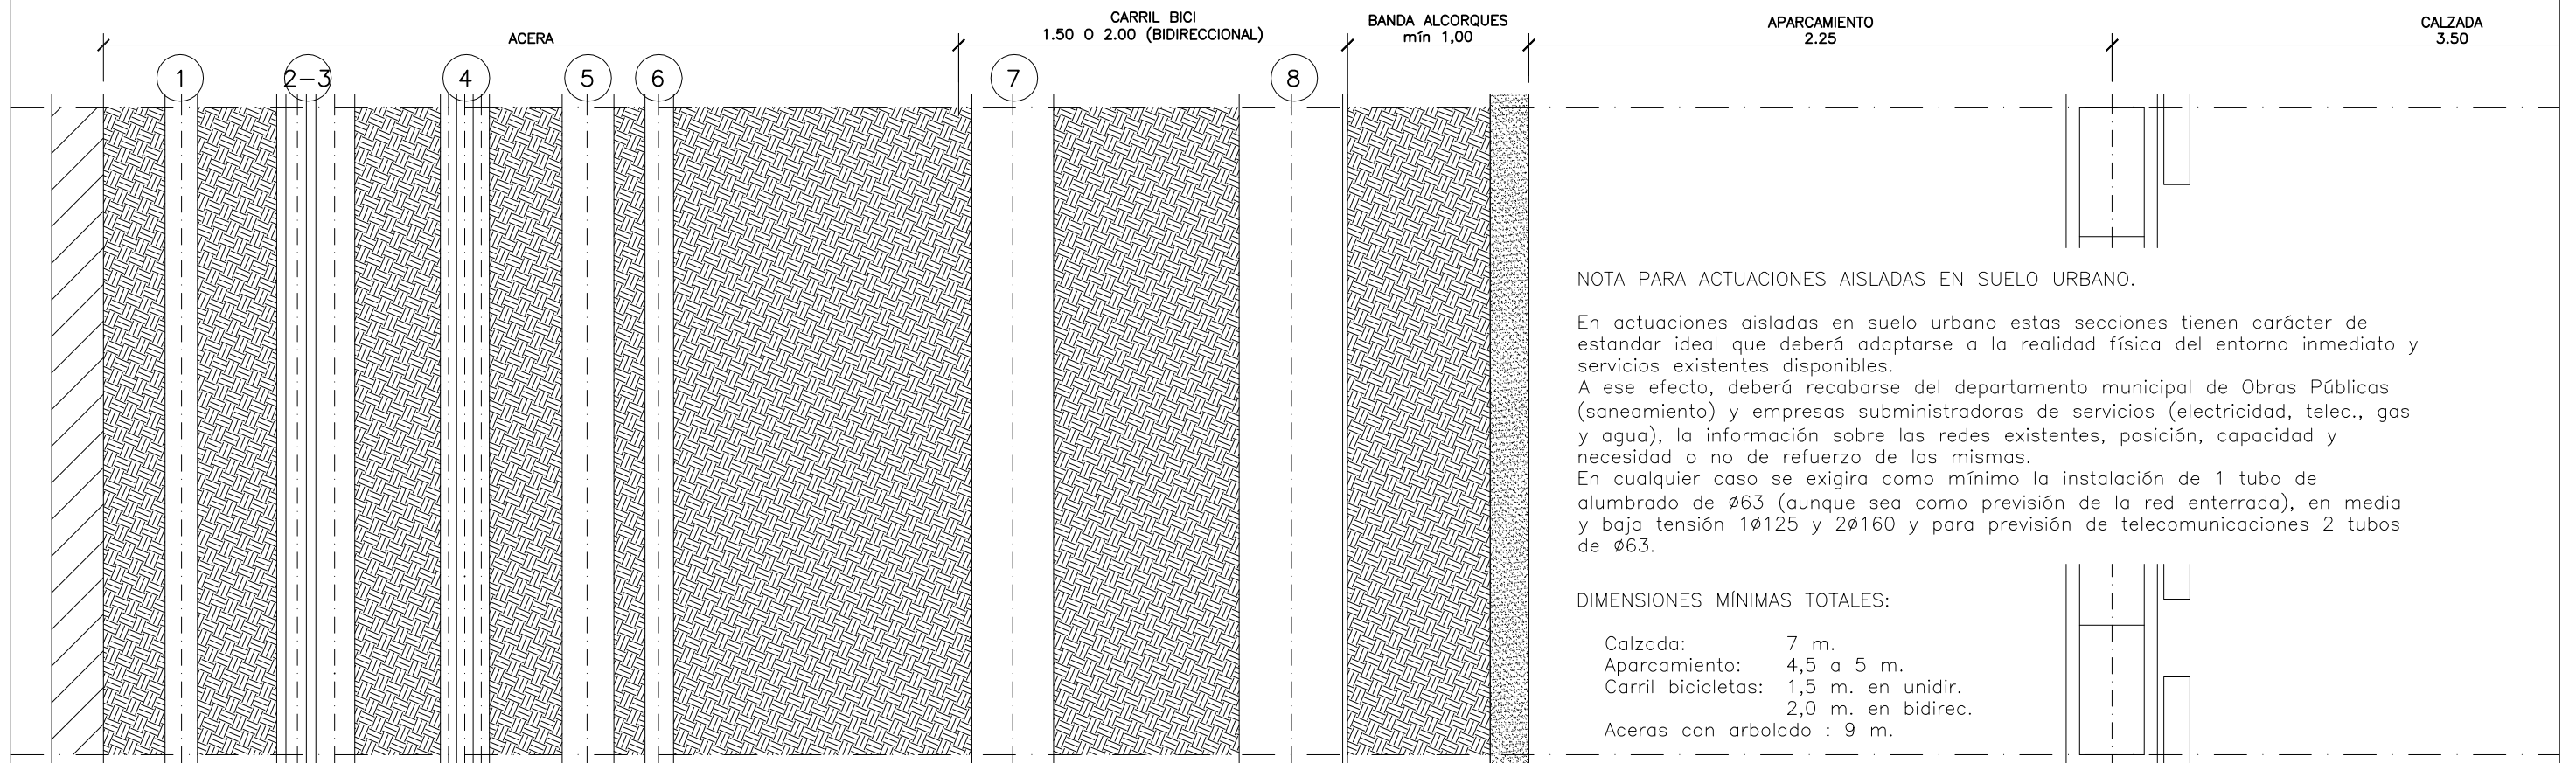 ACERA
CARRIL BICI
1.50 O 2.00 (BIDIRECCIONAL)
BANDA ALCORQUES
mín 1,00
APARCAMIENTO
2.25
CALZADA
3.50
1
2-3
4
5
6
7
8
NOTA PARA ACTUACIONES AISLADAS EN SUELO URBANO.
En actuaciones aisladas en suelo urbano estas secciones tienen carácter de
estandar ideal que deberá adaptarse a la realidad física del entorno inmediato y
servicios existentes disponibles.
A ese efecto, deberá recabarse del departamento municipal de Obras Públicas
(saneamiento) y empresas subministradoras de servicios (electricidad, telec., gas
y agua), la información sobre las redes existentes, posición, capacidad y
necesidad o no de refuerzo de las mismas.
En cualquier caso se exigira como mínimo la instalación de 1 tubo de
alumbrado de ø63 (aunque sea como previsión de la red enterrada), en media
y baja tensión 1ø125 y 2ø160 y para previsión de telecomunicaciones 2 tubos
de ø63.
DIMENSIONES MÍNIMAS TOTALES:
Calzada: 7 m.
Aparcamiento: 4,5 a 5 m.
Carril bicicletas: 1,5 m. en unidir.
2,0 m. en bidirec.
Aceras con arbolado : 9 m.